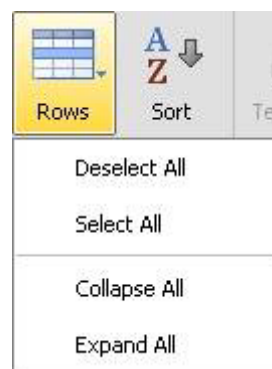 A
Z
Rows Sort
Deselect All
Select All
Collapse All
Expand All